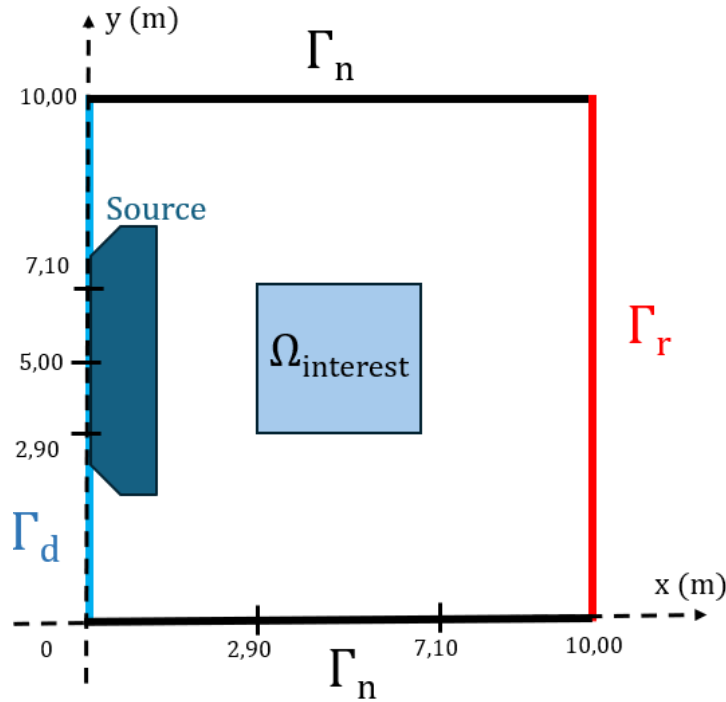 y (m)
Γn
10,00
Source
7,10
Γr
5,00
Ωinterest
2,90
Γd
x (m)
0
2,90
7,10
10,00
Γn